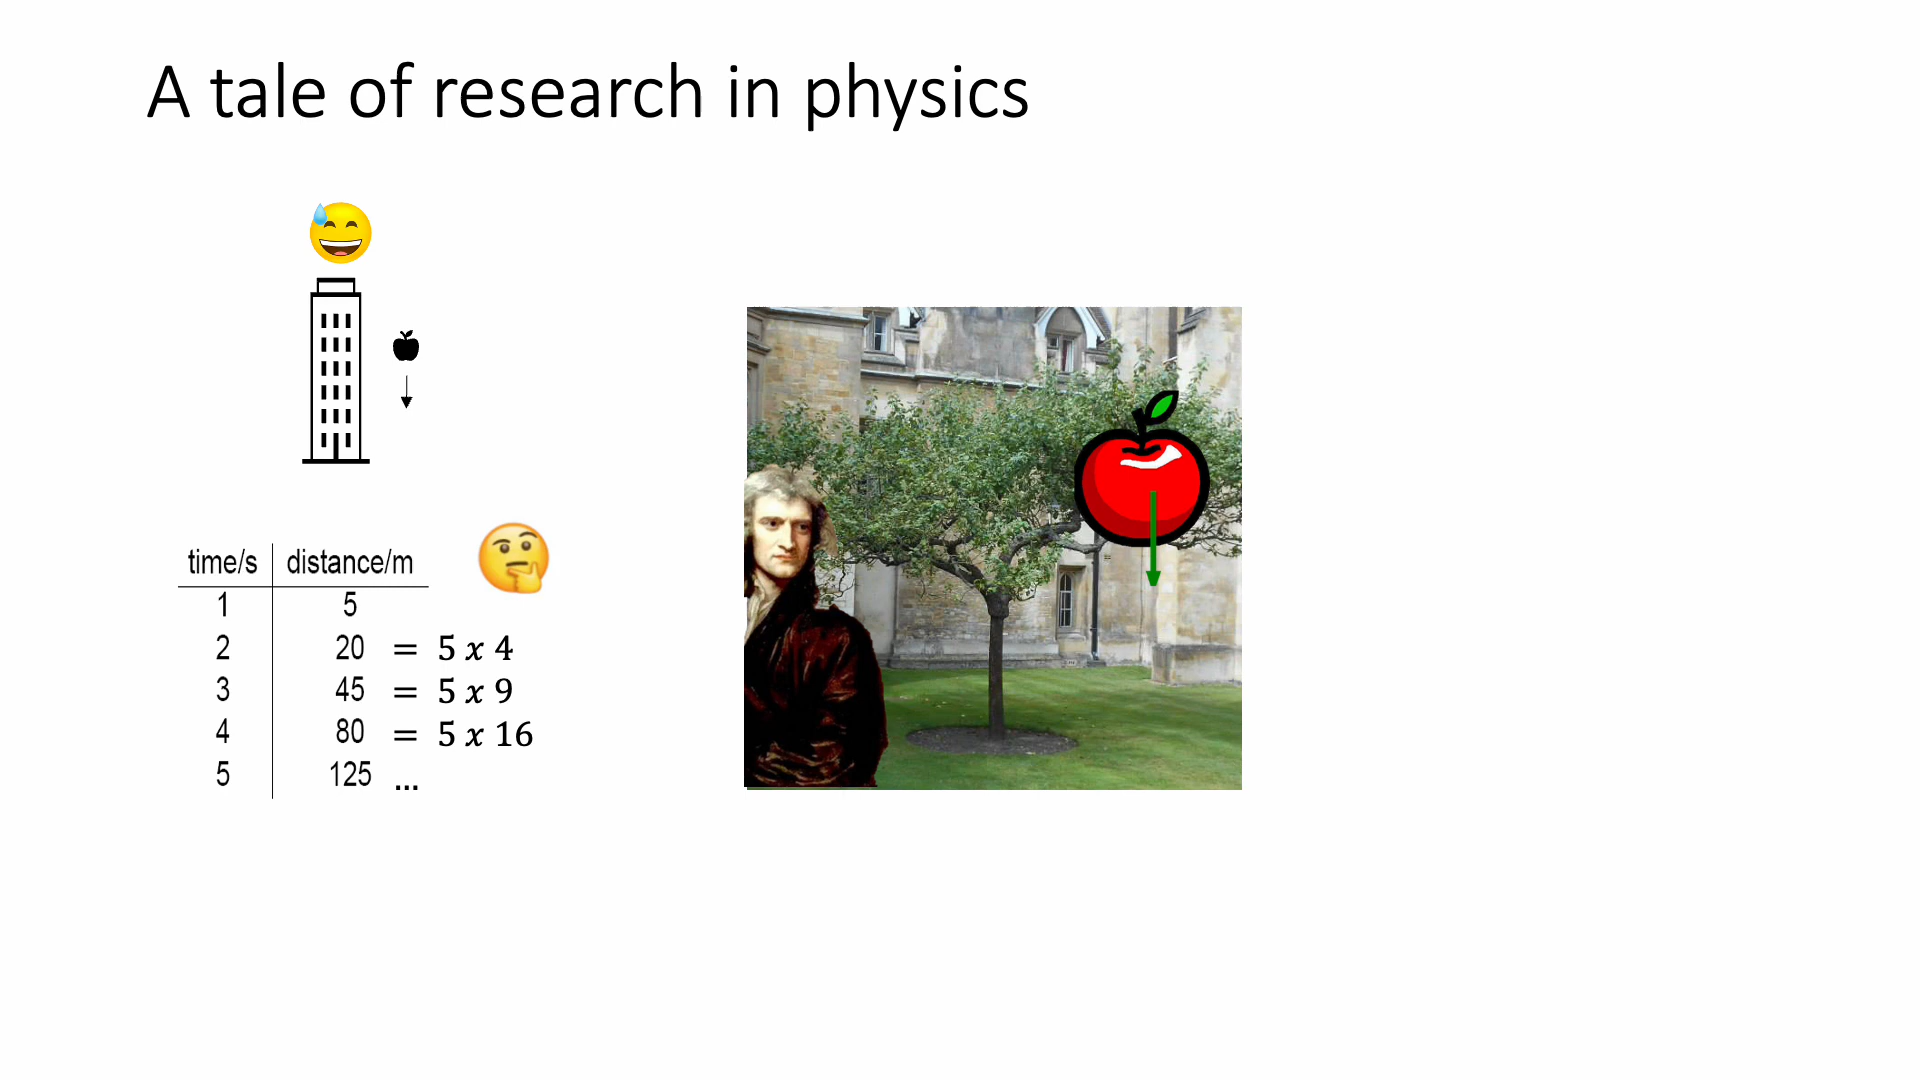 A tale of research in physics
time/s distance/m
1 5
2 20 = 5 x 4
3 45 = 5 x 9
4 80 = 5 x 16
5 125 ...